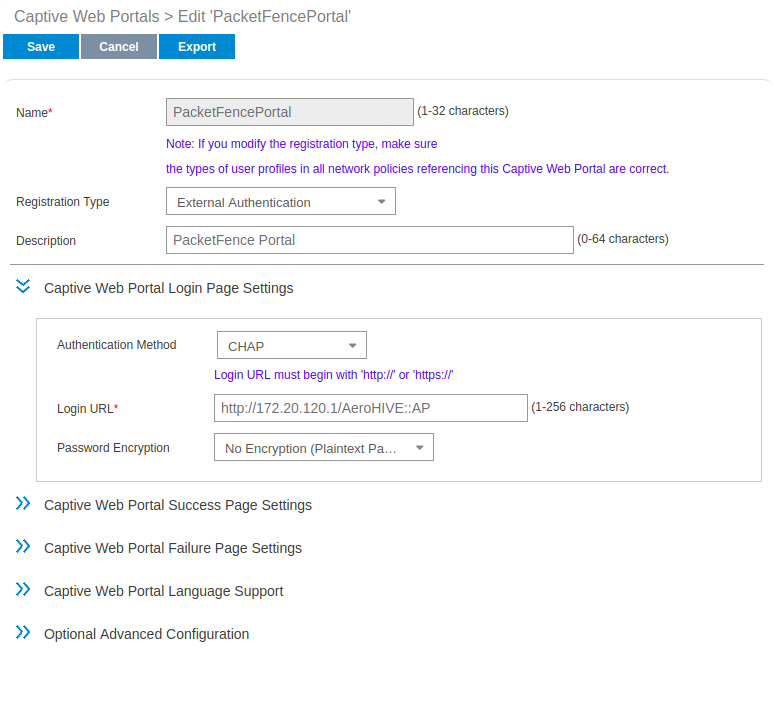 Captive Web Portals > Edit 'PacketFencePortal'
Save Cancel Export
Name* PacketFencePortal (1-32 characters)
Note: If you modify the registration type, make sure
the types of user profiles in all network policies referencing this Captive Web Portal are correct.
Registration Type External Authentication
Description PacketFence Portal (0-64 characters)
Captive Web Portal Login Page Settings
Authentication Method CHAP
Login URL must begin with 'http://' or 'https://'
Login URL* http://172.20.120.1/AeroHIVE::AP (1-256 characters)
Password Encryption No Encryption (Plaintext Pa…
Captive Web Portal Success Page Settings
Captive Web Portal Failure Page Settings
Captive Web Portal Language Support
Optional Advanced Configuration